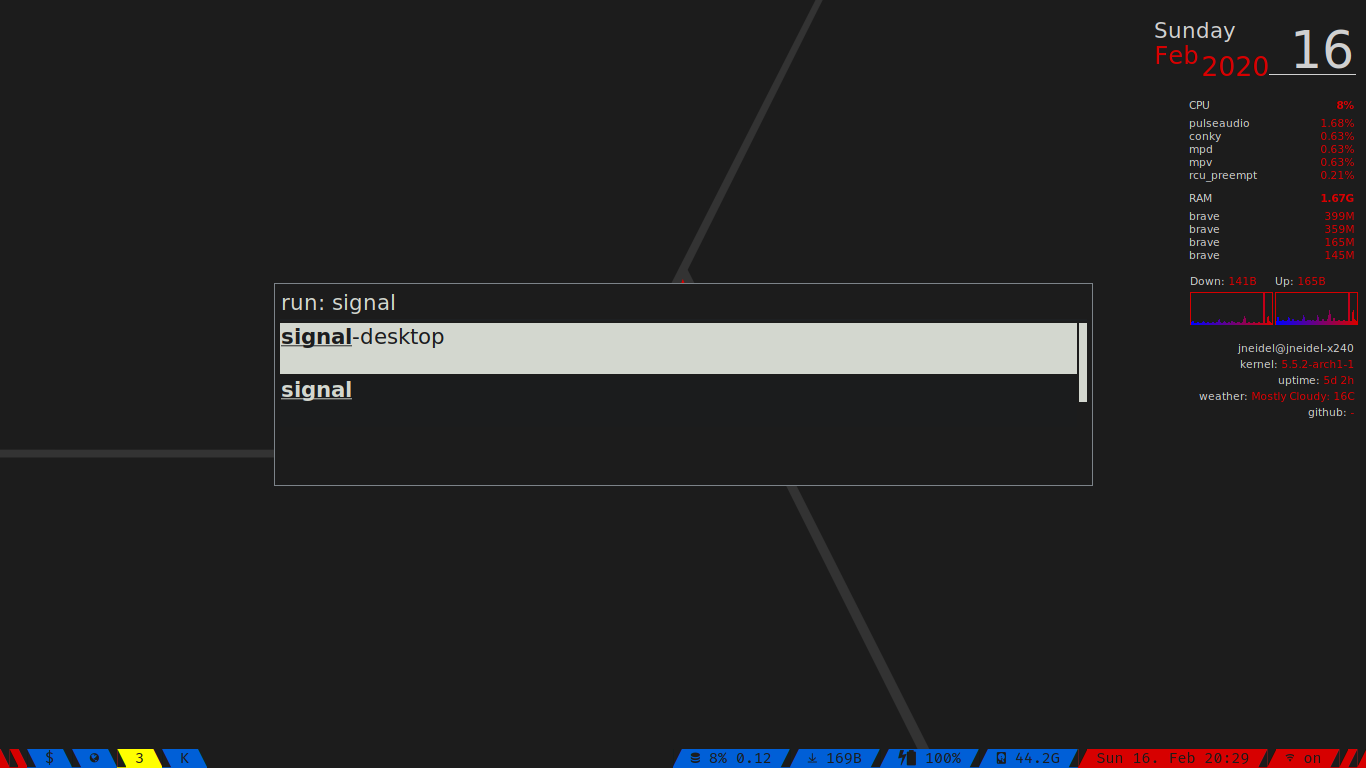 Sunday
16
Feb 2020
CPU 8%
pulseaudio 1.68%
conky 0.63%
mpd 0.63%
mpv 0.63%
rcu_preempt 0.21%
RAM 1.67G
brave 399M
brave 359M
brave 165M
brave 145M
Down: 141B Up: 165B
run: signal
signal-desktop
signal
jneidel@jneidel-x240
kernel: 5.5.2-arch1-1
uptime: 5d 2h
weather: Mostly Cloudy: 16C
github: -
$ 3 K 8% 0.12 169B 100% 44.2G Sun 16. Feb 20:29 on